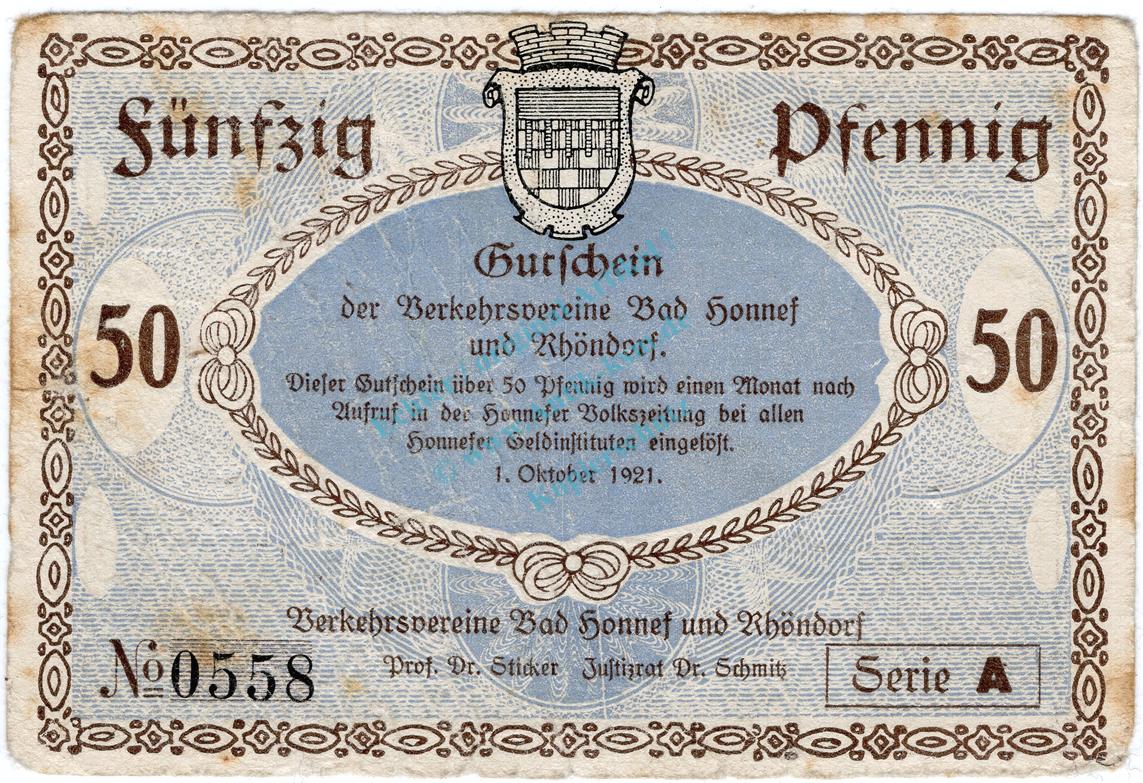 Fünfzig Pfennig
50 50
Gutschein
der Verkehrsvereine Bad Honnef
und Rhöndorf.
Dieser Gutschein über 50 Pfennig wird einen Monat nach
Aufruf in der Honnefer Volkszeitung bei allen
Honnefer Geldinstituten eingelöst.
1. Oktober 1921.
Verkehrsvereine Bad Honnef und Rhöndorf
Prof. Dr. Sticker Justizrat Dr. Schmitz
No 0558
Serie A